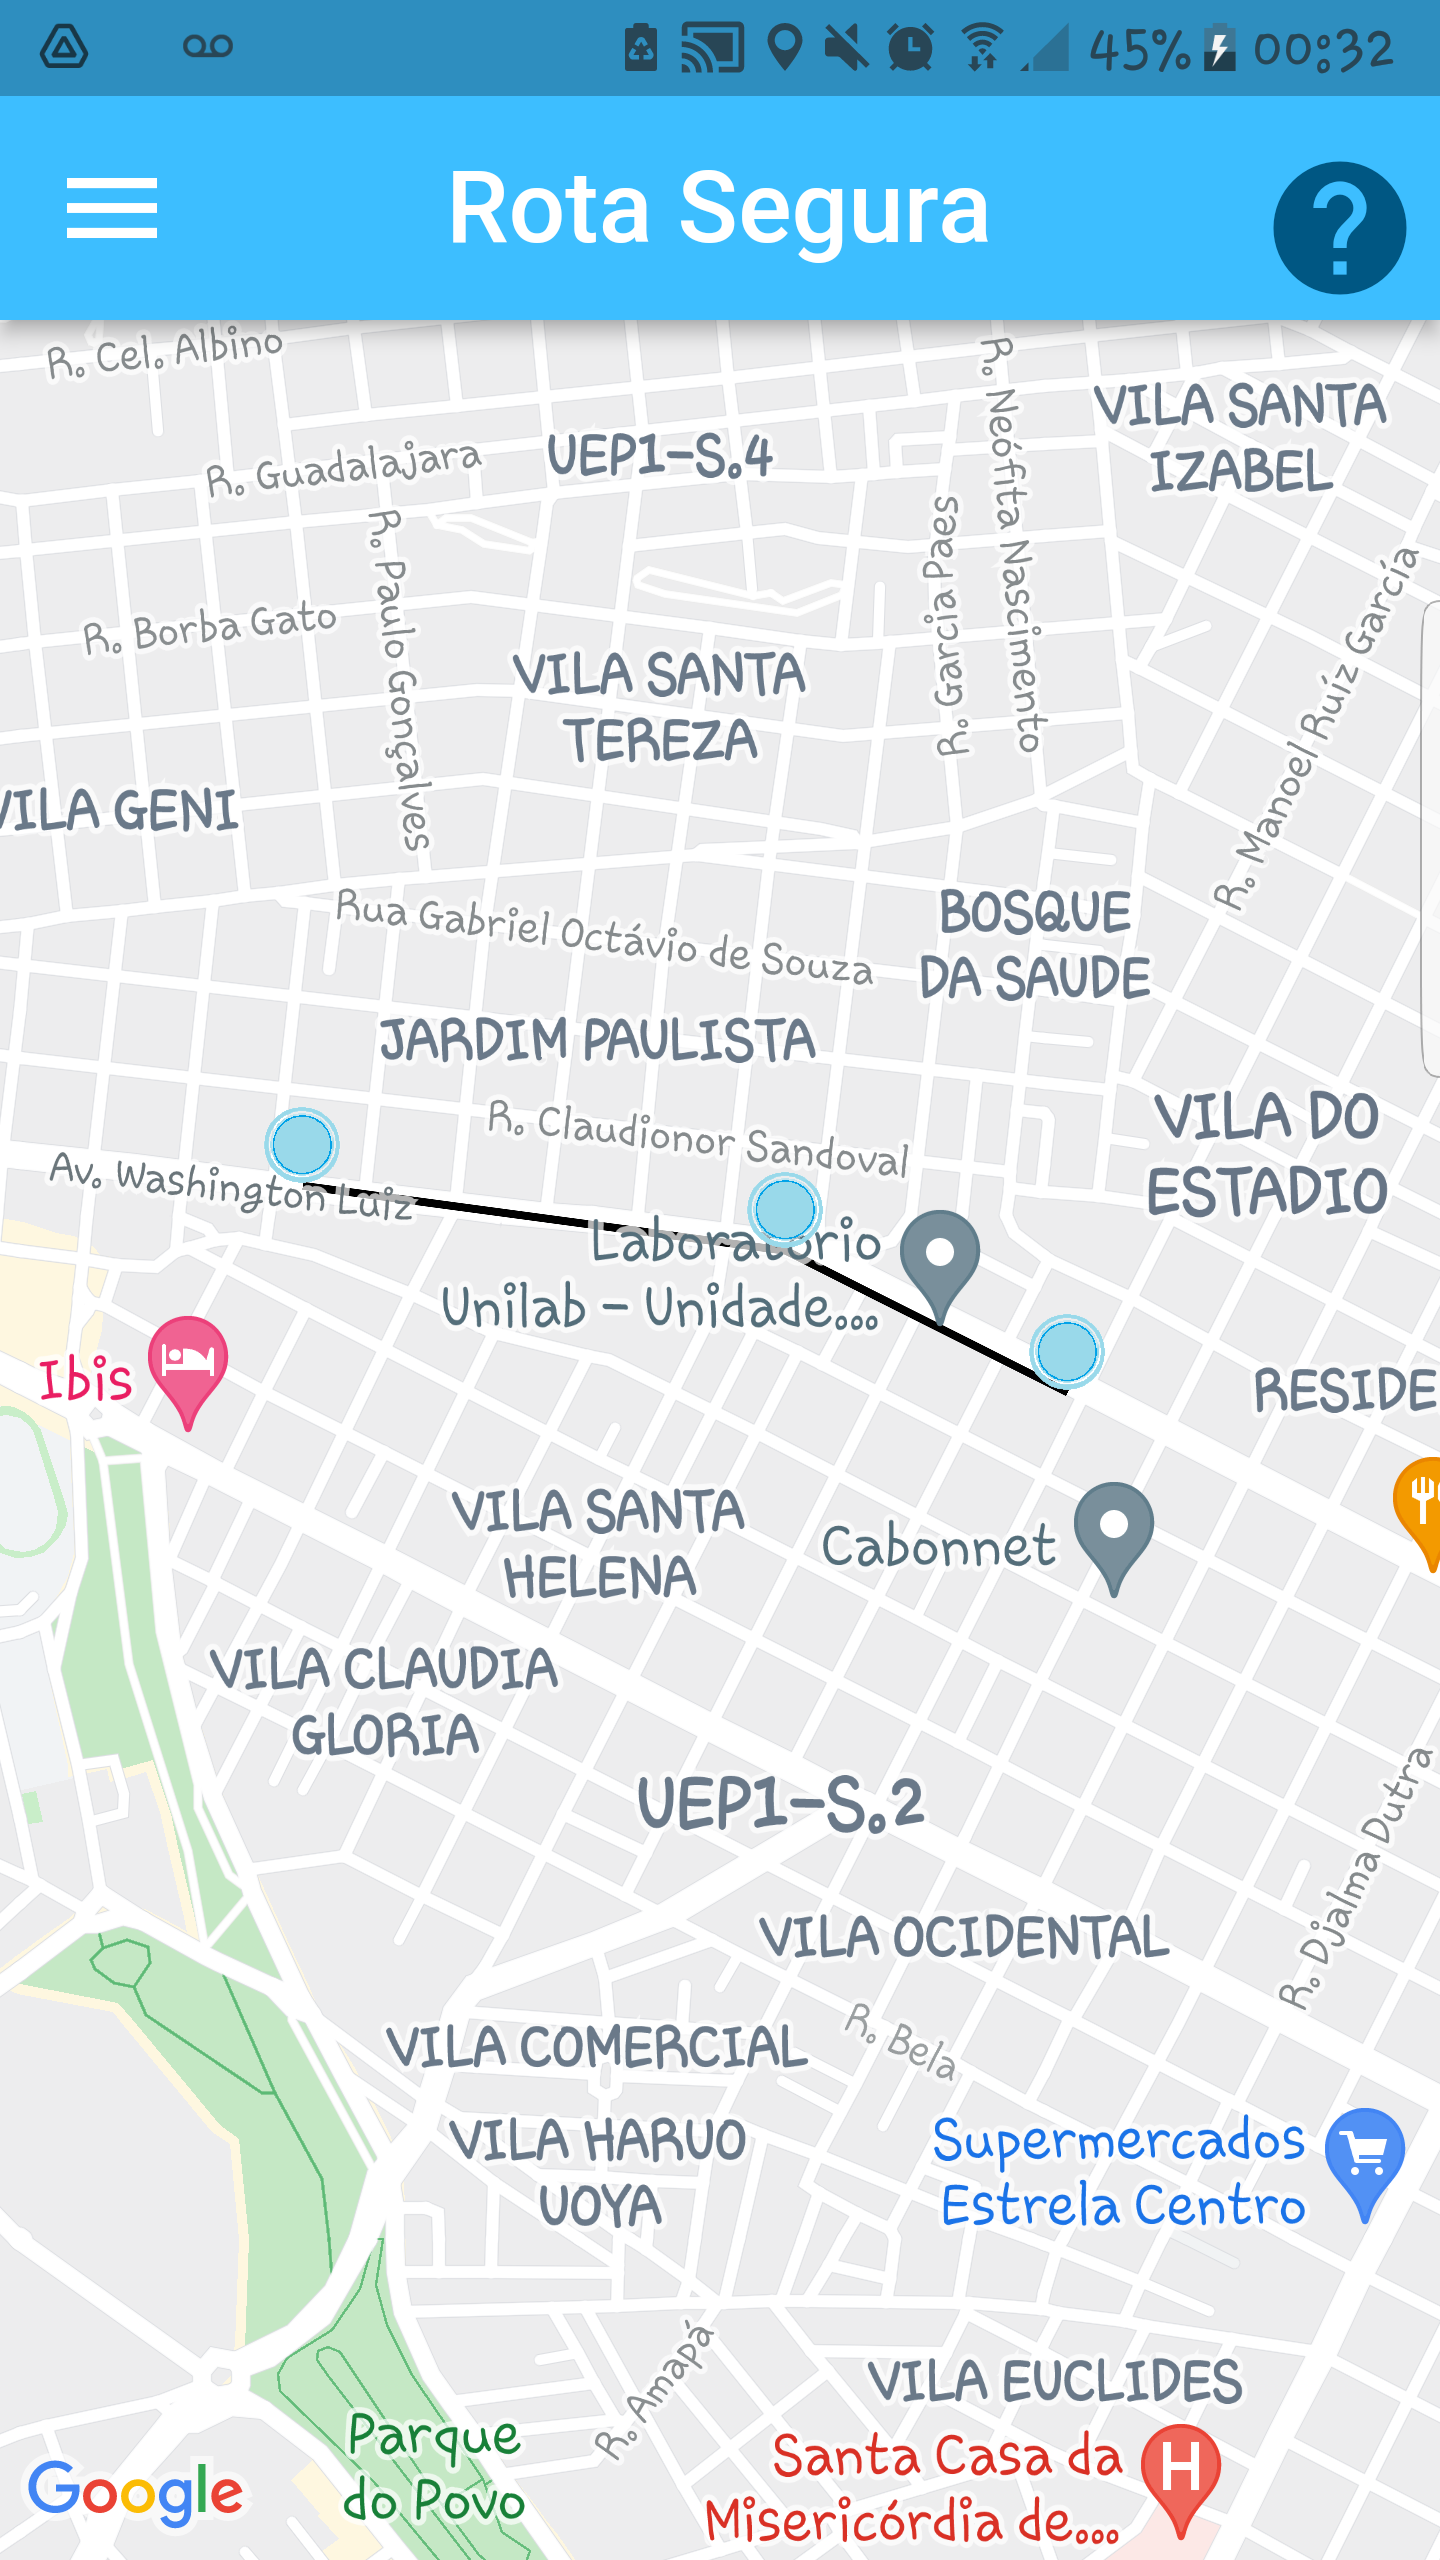 45% 00:32
Rota Segura
R. Cel. Albino
R. Neófita Nascimento
VILA SANTA
IZABEL
UEP1-S.4
R. Guadalajara
R. Paulo Gonçalves
R. Garcia Paes
R. Manoel Ruíz García
R. Borba Gato
VILA SANTA
TEREZA
VILA GENI
Rua Gabriel Octávio de Souza
BOSQUE
DA SAUDE
JARDIM PAULISTA
R. Claudionor Sandoval
VILA DO
ESTADIO
Av. Washington Luiz
Laboratório
Unilab - Unidade...
Ibis
RESIDE
VILA SANTA
HELENA
Cabonnet
VILA CLAUDIA
GLORIA
UEP1-S.2
R. Djalma Dutra
VILA OCIDENTAL
R. Bela
VILA COMERCIAL
VILA HARUO
UOYA
Supermercados
Estrela Centro
R. Amapá
VILA EUCLIDES
Parque
do Povo
Santa Casa da
Misericórdia de...
H
Google